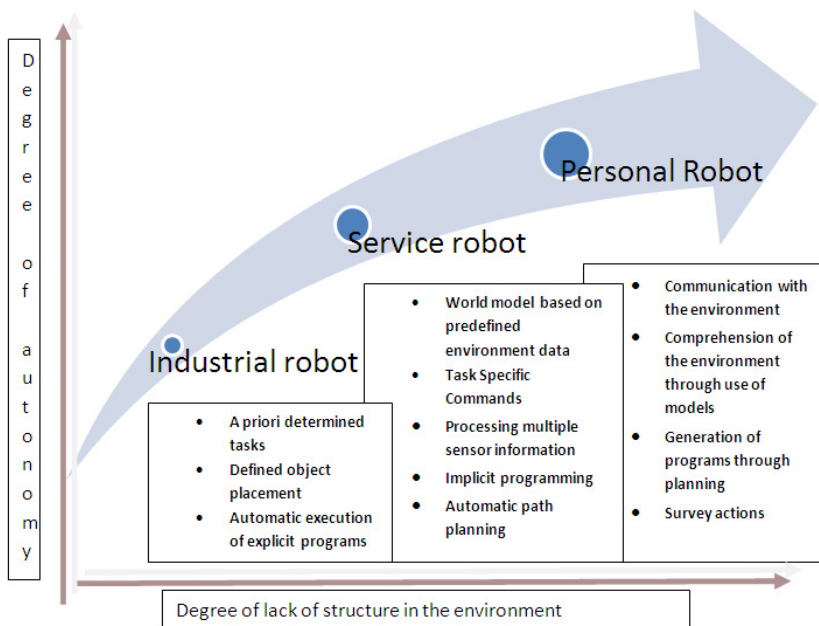 Degree of autonomy
Personal Robot
Service robot
Industrial robot
A priori determined
tasks
Defined object
placement
Automatic execution
of explicit programs
World model based on
predefined
environment data
Task Specific
Commands
Processing multiple
sensor information
Implicit programming
Automatic path
planning
Communication with
the environment
Comprehension of
the environment
through use of
models
Generation of
programs through
planning
Survey actions
Degree of lack of structure in the environment